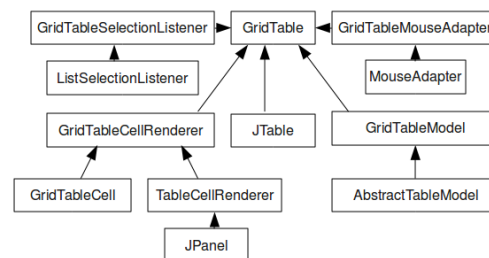 GridTableSelectionListener
GridTable
GridTableMouseAdapter
ListSelectionListener
MouseAdapter
GridTableCellRenderer
JTable
GridTableModel
GridTableCell
TableCellRenderer
AbstractTableModel
JPanel